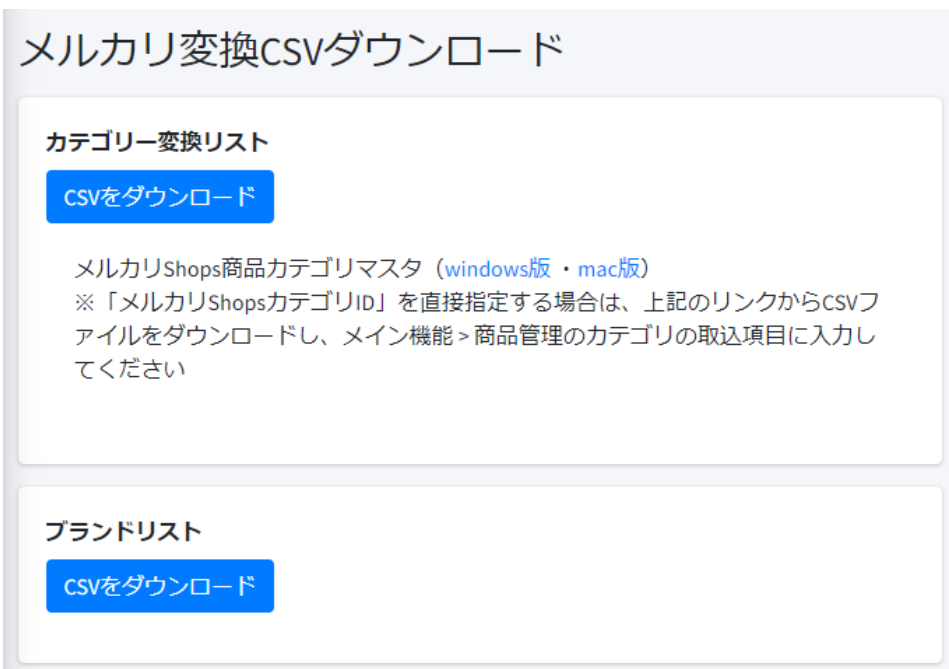 メルカリ変換CSVダウンロード
カテゴリー変換リスト
CSVをダウンロード
メルカリShops商品カテゴリマスタ（windows版 ・mac版）
※「メルカリShopsカテゴリID」を直接指定する場合は、上記のリンクからCSVフ
ァイルをダウンロードし、メイン機能＞商品管理のカテゴリの取込項目に入力し
てください
ブランドリスト
CSVをダウンロード